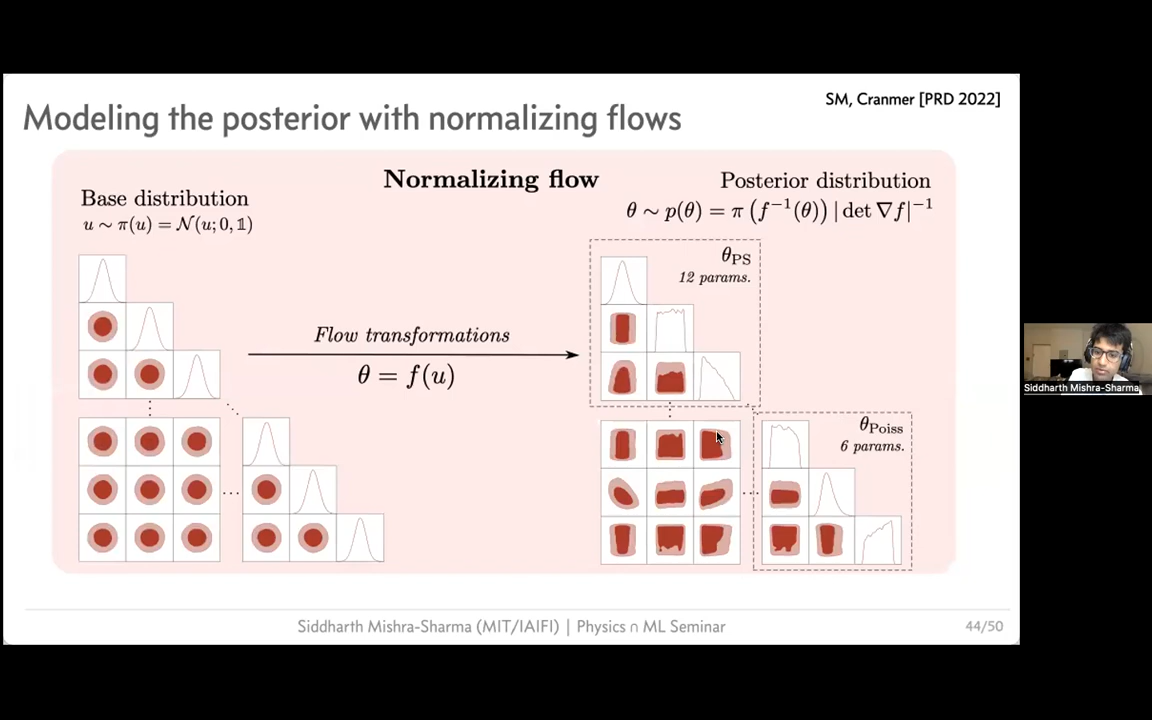 SM, Cranmer [PRD 2022]
Modeling the posterior with normalizing flows
Normalizing flow
Base distribution
u ∼ π(u) = 𝒩(u; 0, 𝟙)
Posterior distribution
θ ∼ p(θ) = π (f⁻¹(θ)) | det ∇f|⁻¹
Flow transformations
θ = f(u)
θ_PS
12 params.
θ_Poiss
6 params.
Siddharth Mishra-Sharma (MIT/IAIFI) | Physics ∩ ML Seminar
44/50
Siddharth Mishra-Sharma,